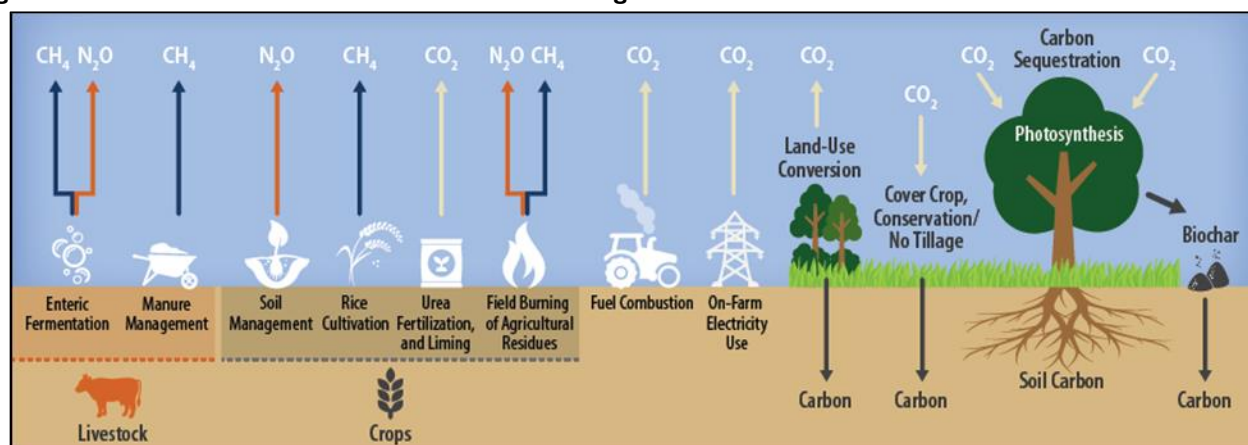 CH₄ N₂O CH₄ N₂O CH₄ CO₂ N₂O CH₄ CO₂ CO₂ CO₂
CO₂
CO₂
Carbon
Sequestration
CO₂
Photosynthesis
Land-Use
Conversion
Cover Crop,
Conservation/
No Tillage
Biochar
Enteric
Fermentation
Manure
Management
Soil
Management
Rice
Cultivation
Urea
Fertilization,
and Liming
Field Burning
of Agricultural
Residues
Fuel Combustion
On-Farm
Electricity
Use
Soil Carbon
Carbon
Carbon
Carbon
Livestock
Crops